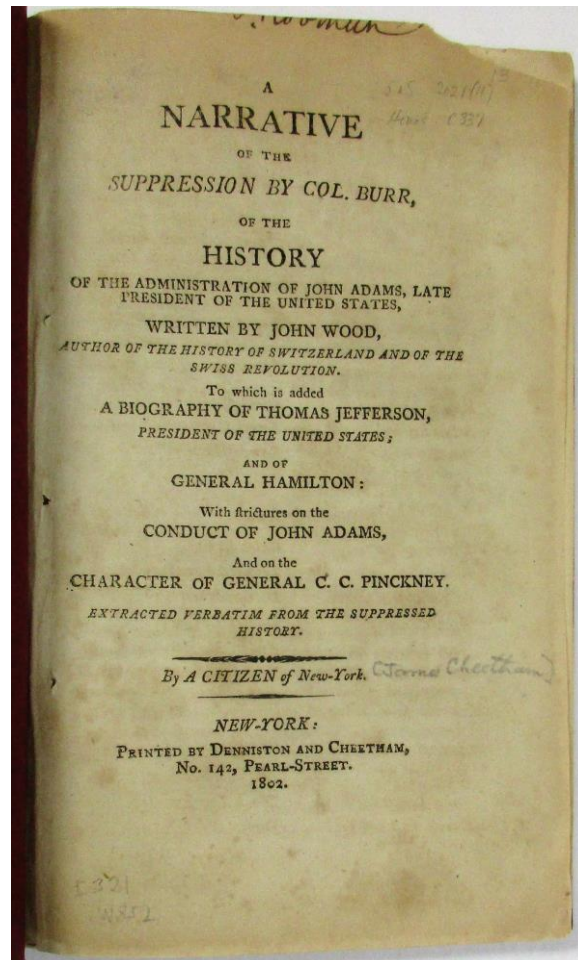 A
NARRATIVE
OF THE
SUPPRESSION BY COL. BURR,
OF THE
HISTORY
OF THE ADMINISTRATION OF JOHN ADAMS, LATE
PRESIDENT OF THE UNITED STATES,
WRITTEN BY JOHN WOOD,
AUTHOR OF THE HISTORY OF SWITZERLAND AND OF THE
SWISS REVOLUTION.
To which is added
A BIOGRAPHY OF THOMAS JEFFERSON,
PRESIDENT OF THE UNITED STATES;
AND OF
GENERAL HAMILTON:
With strictures on the
CONDUCT OF JOHN ADAMS,
And on the
CHARACTER OF GENERAL C. C. PINCKNEY.
EXTRACTED VERBATIM FROM THE SUPPRESSED
HISTORY.
By A CITIZEN of New-York. [James Cheetham]
NEW-YORK:
PRINTED BY DENNISTON AND CHEETHAM,
No. 142, PEARL-STREET.
1802.